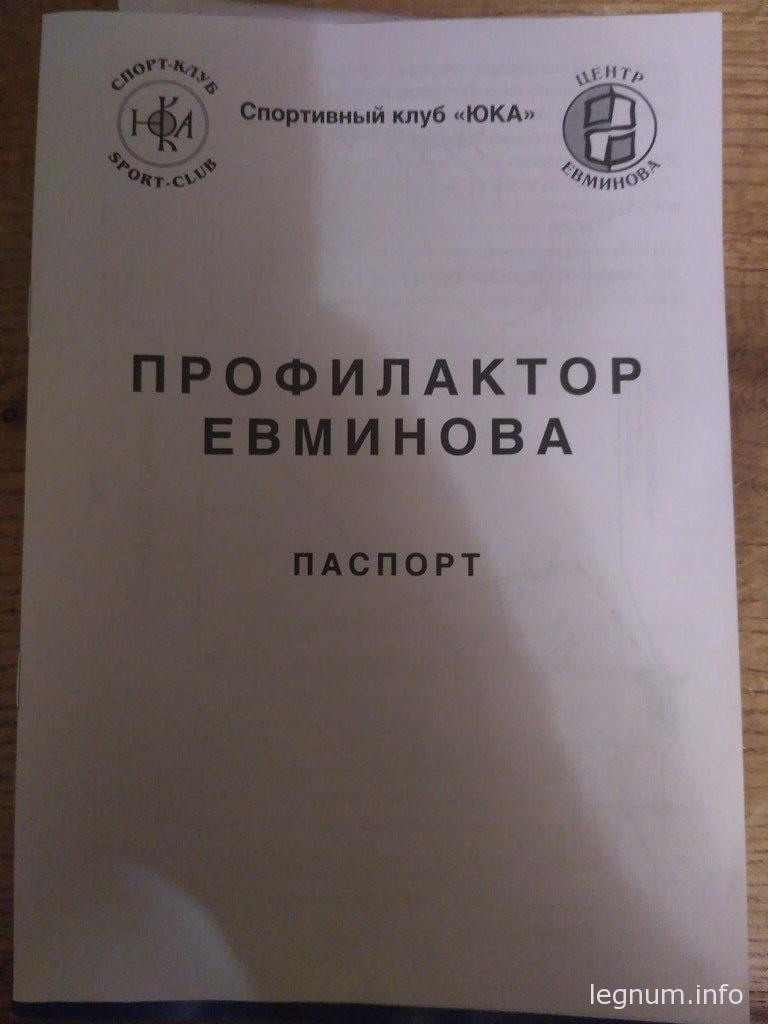 СПОРТ-КЛУБ
ЮКА
SPORT-CLUB
Спортивный клуб «ЮКА»
ЦЕНТР
ЕВМИНОВА
ПРОФИЛАКТОР
ЕВМИНОВА
ПАСПОРТ
legnum.info